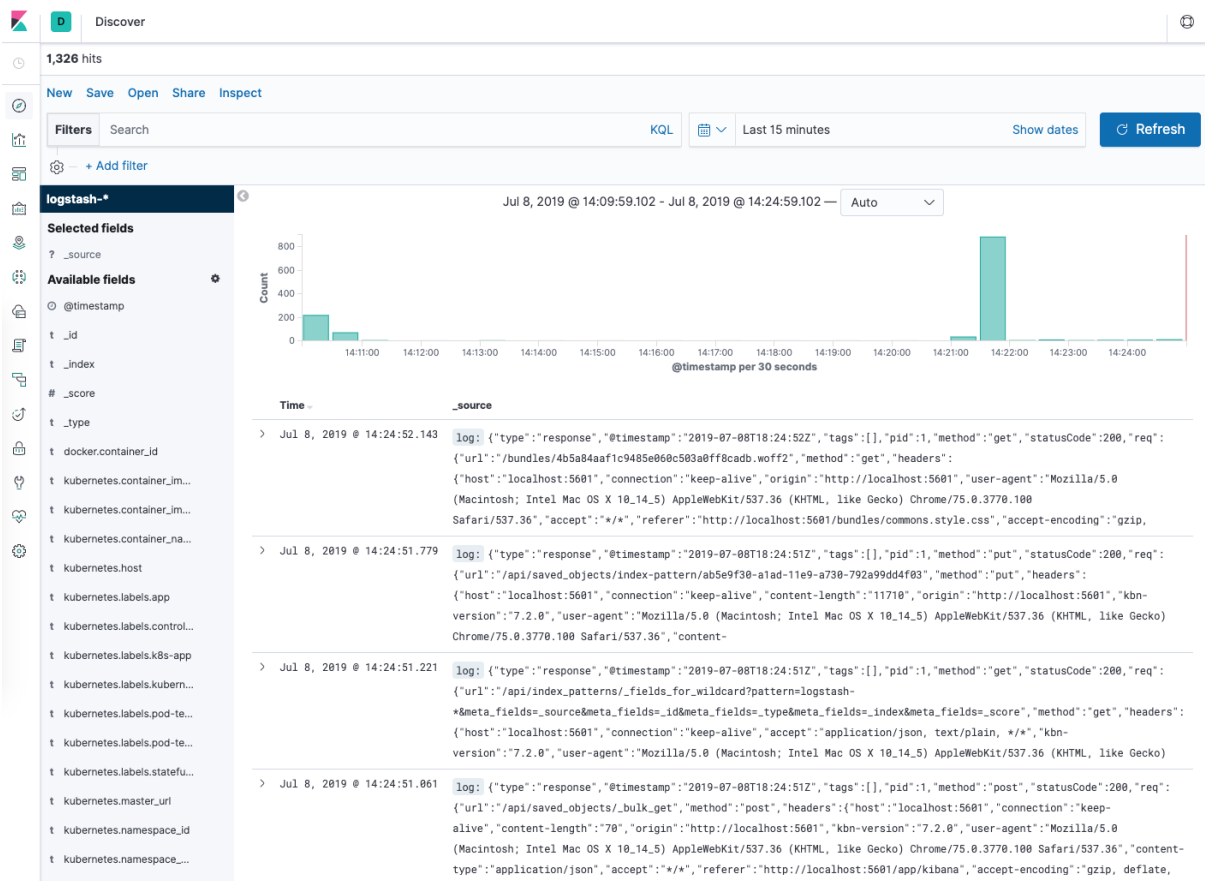 D Discover
1,326 hits
New Save Open Share Inspect
Filters Search KQL Last 15 minutes Show dates Refresh
+ Add filter
logstash-*
Selected fields
? _source
Available fields
@timestamp
t _id
t _index
# _score
t _type
t docker.container_id
t kubernetes.container_im...
t kubernetes.container_im...
t kubernetes.container_na...
t kubernetes.host
t kubernetes.labels.app
t kubernetes.labels.control...
t kubernetes.labels.k8s-app
t kubernetes.labels.kubern...
t kubernetes.labels.pod-te...
t kubernetes.labels.pod-te...
t kubernetes.labels.statefu...
t kubernetes.master_url
t kubernetes.namespace_id
t kubernetes.namespace_...
Jul 8, 2019 @ 14:09:59.102 - Jul 8, 2019 @ 14:24:59.102 — Auto
Count
800
600
400
200
0
14:11:00 14:12:00 14:13:00 14:14:00 14:15:00 14:16:00 14:17:00 14:18:00 14:19:00 14:20:00 14:21:00 14:22:00 14:23:00 14:24:00
@timestamp per 30 seconds
Time _source
Jul 8, 2019 @ 14:24:52.143 log: {"type":"response","@timestamp":"2019-07-08T18:24:52Z","tags":[],"pid":1,"method":"get","statusCode":200,"req":
{"url":"/bundles/4b5a84aaf1c9485e060c503a0ff8cadb.woff2","method":"get","headers":
{"host":"localhost:5601","connection":"keep-alive","origin":"http://localhost:5601","user-agent":"Mozilla/5.0
(Macintosh; Intel Mac OS X 10_14_5) AppleWebKit/537.36 (KHTML, like Gecko) Chrome/75.0.3770.100
Safari/537.36","accept":"*/*","referer":"http://localhost:5601/bundles/commons.style.css","accept-encoding":"gzip,
Jul 8, 2019 @ 14:24:51.779 log: {"type":"response","@timestamp":"2019-07-08T18:24:51Z","tags":[],"pid":1,"method":"put","statusCode":200,"req":
{"url":"/api/saved_objects/index-pattern/ab5e9f30-a1ad-11e9-a730-792a99dd4f03","method":"put","headers":
{"host":"localhost:5601","connection":"keep-alive","content-length":"11710","origin":"http://localhost:5601","kbn-
version":"7.2.0","user-agent":"Mozilla/5.0 (Macintosh; Intel Mac OS X 10_14_5) AppleWebKit/537.36 (KHTML, like Gecko)
Chrome/75.0.3770.100 Safari/537.36","content-
Jul 8, 2019 @ 14:24:51.221 log: {"type":"response","@timestamp":"2019-07-08T18:24:51Z","tags":[],"pid":1,"method":"get","statusCode":200,"req":
{"url":"/api/index_patterns/_fields_for_wildcard?pattern=logstash-
*&meta_fields=_source&meta_fields=_id&meta_fields=_type&meta_fields=_index&meta_fields=_score","method":"get","headers":
{"host":"localhost:5601","connection":"keep-alive","accept":"application/json, text/plain, */*","kbn-
version":"7.2.0","user-agent":"Mozilla/5.0 (Macintosh; Intel Mac OS X 10_14_5) AppleWebKit/537.36 (KHTML, like Gecko)
Jul 8, 2019 @ 14:24:51.061 log: {"type":"response","@timestamp":"2019-07-08T18:24:51Z","tags":[],"pid":1,"method":"post","statusCode":200,"req":
{"url":"/api/saved_objects/_bulk_get","method":"post","headers":{"host":"localhost:5601","connection":"keep-
alive","content-length":"70","origin":"http://localhost:5601","kbn-version":"7.2.0","user-agent":"Mozilla/5.0
(Macintosh; Intel Mac OS X 10_14_5) AppleWebKit/537.36 (KHTML, like Gecko) Chrome/75.0.3770.100 Safari/537.36","content-
type":"application/json","accept":"*/*","referer":"http://localhost:5601/app/kibana","accept-encoding":"gzip, deflate,